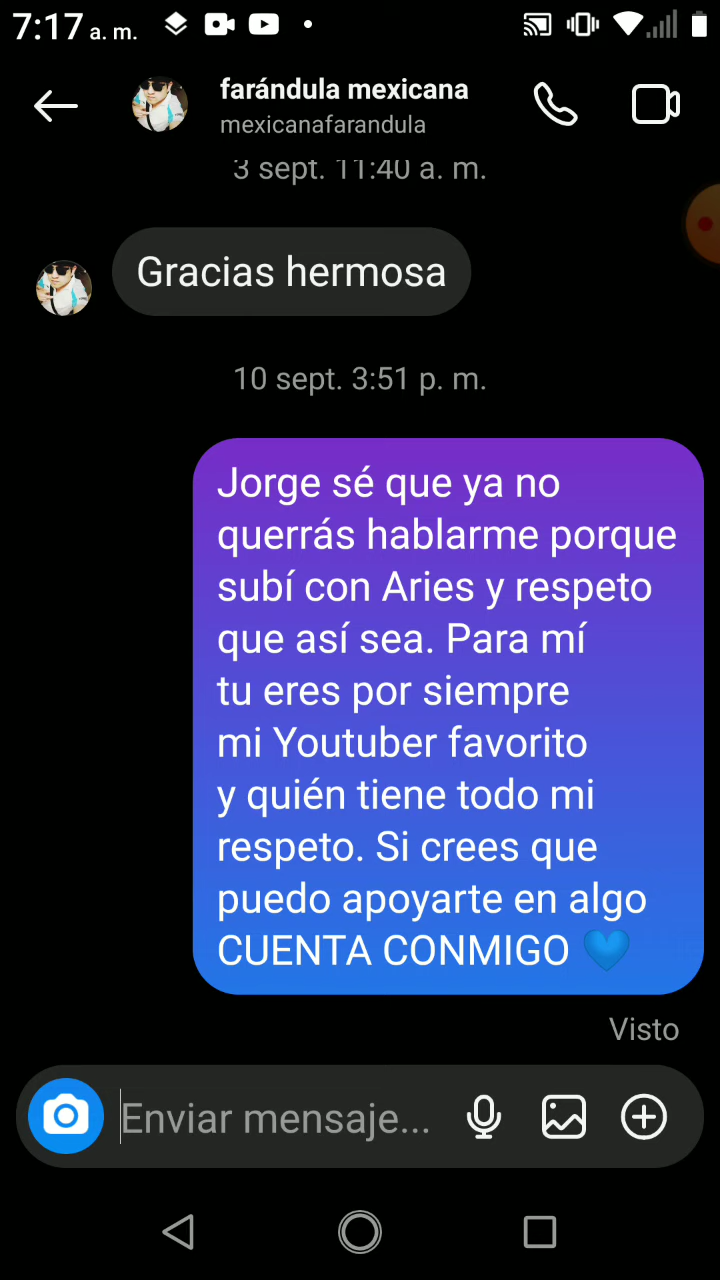 7:17 a. m.
farándula mexicana
mexicanafarandula
3 sept. 11:40 a. m.
Gracias hermosa
10 sept. 3:51 p. m.
Jorge sé que ya no
querrás hablarme porque
subí con Aries y respeto
que así sea. Para mí
tu eres por siempre
mi Youtuber favorito
y quién tiene todo mi
respeto. Si crees que
puedo apoyarte en algo
CUENTA CONMIGO 💙
Visto
Enviar mensaje...